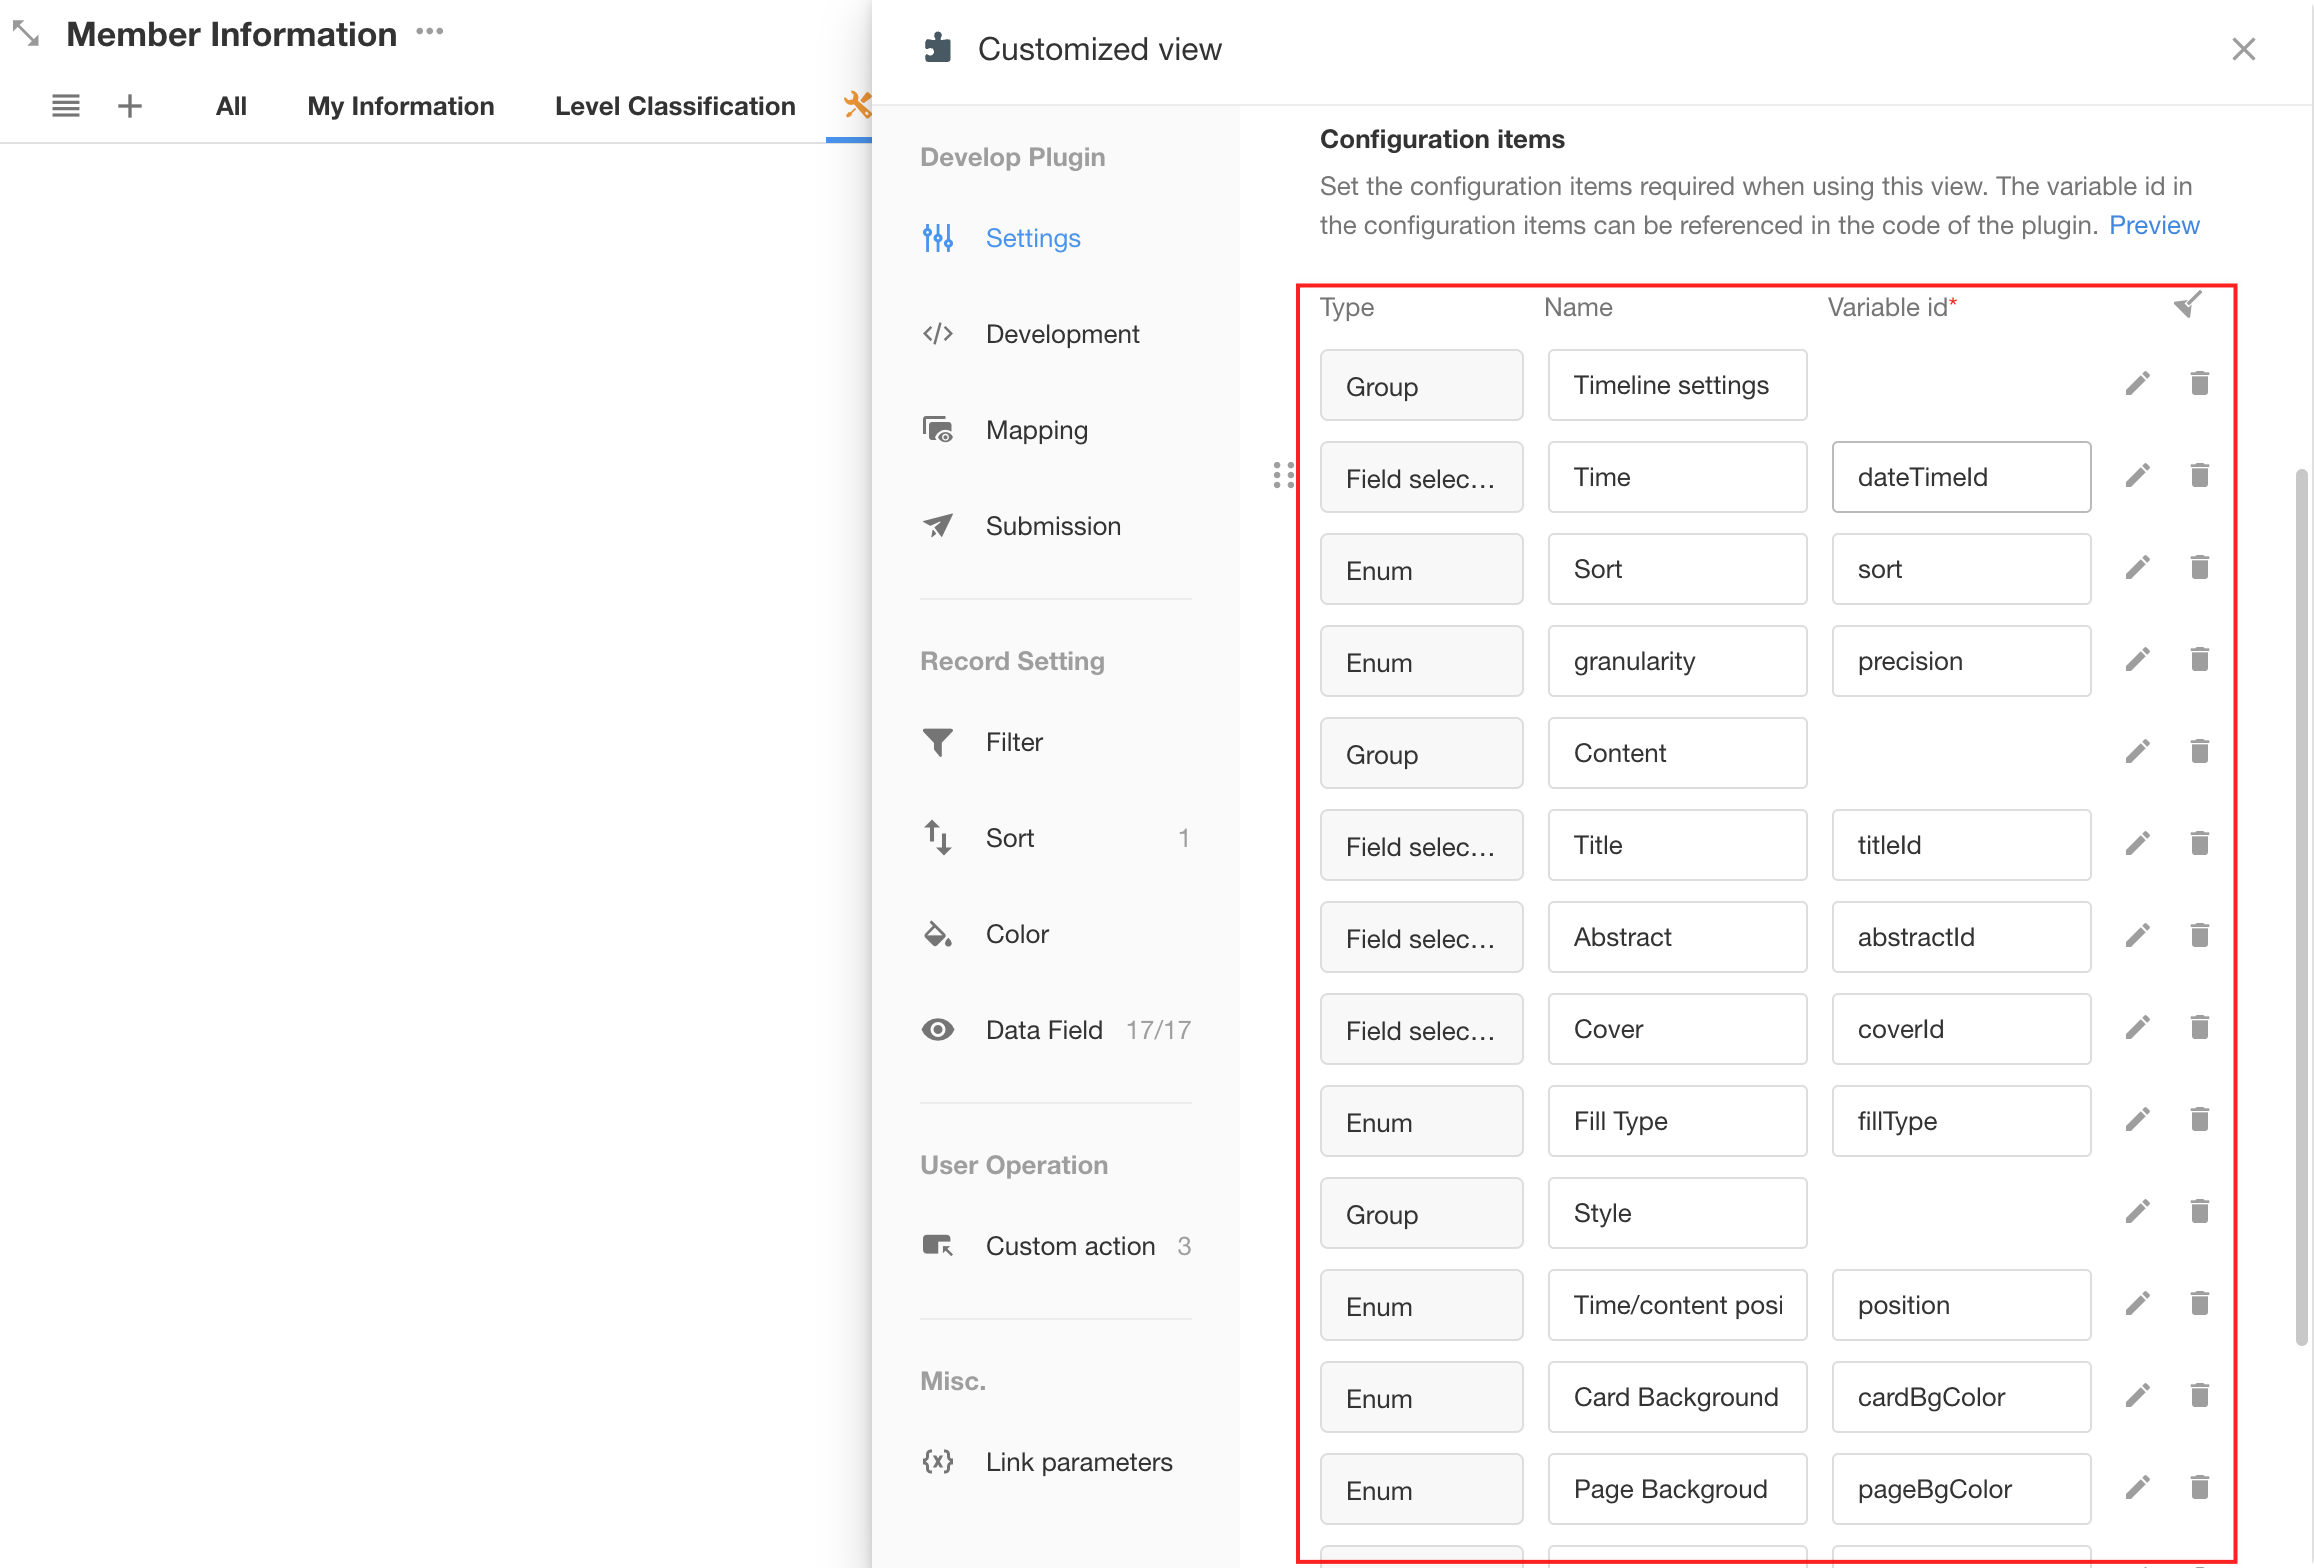 Member Information
All My Information Level Classification
Customized view
Develop Plugin
Settings
Development
Mapping
Submission
Record Setting
Filter
Sort 1
Color
Data Field 17/17
User Operation
Custom action 3
Misc.
Link parameters
Configuration items
Set the configuration items required when using this view. The variable id in
the configuration items can be referenced in the code of the plugin. Preview
Type Name Variable id*
Group Timeline settings
Field selec... Time dateTimeId
Enum Sort sort
Enum granularity precision
Group Content
Field selec... Title titleId
Field selec... Abstract abstractId
Field selec... Cover coverId
Enum Fill Type fillType
Group Style
Enum Time/content posi position
Enum Card Background cardBgColor
Enum Page Backgroud pageBgColor